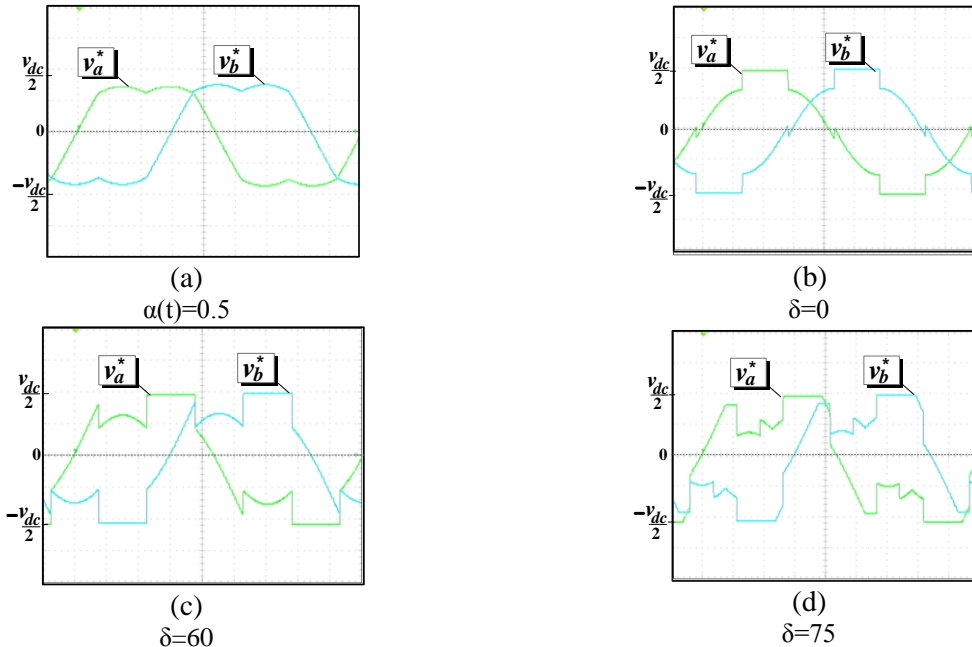 v_a^* v_b^*
v_dc/2
0
-v_dc/2
(a)
α(t)=0.5
v_a^* v_b^*
v_dc/2
0
-v_dc/2
(b)
δ=0
v_a^* v_b^*
v_dc/2
0
-v_dc/2
(c)
δ=60
v_a^* v_b^*
v_dc/2
0
-v_dc/2
(d)
δ=75